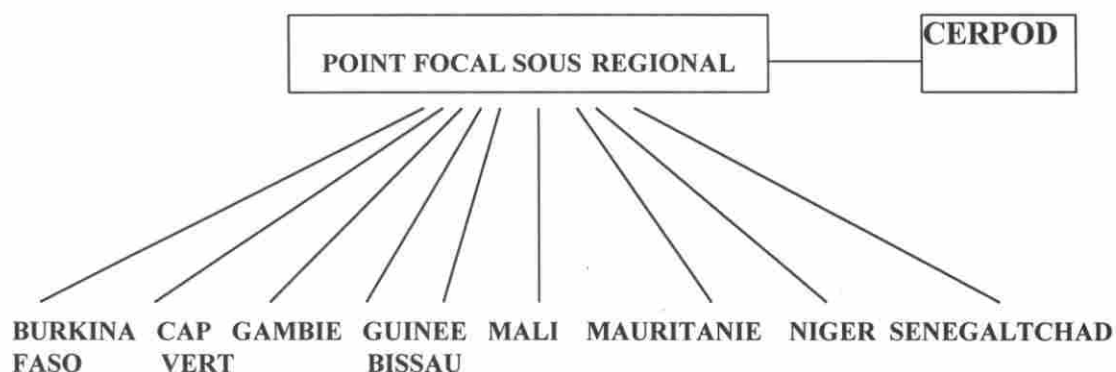 CERPOD
POINT FOCAL SOUS REGIONAL
BURKINA CAP GAMBIE GUINEE MALI MAURITANIE NIGER SENEGALTCHAD
FASO VERT BISSAU